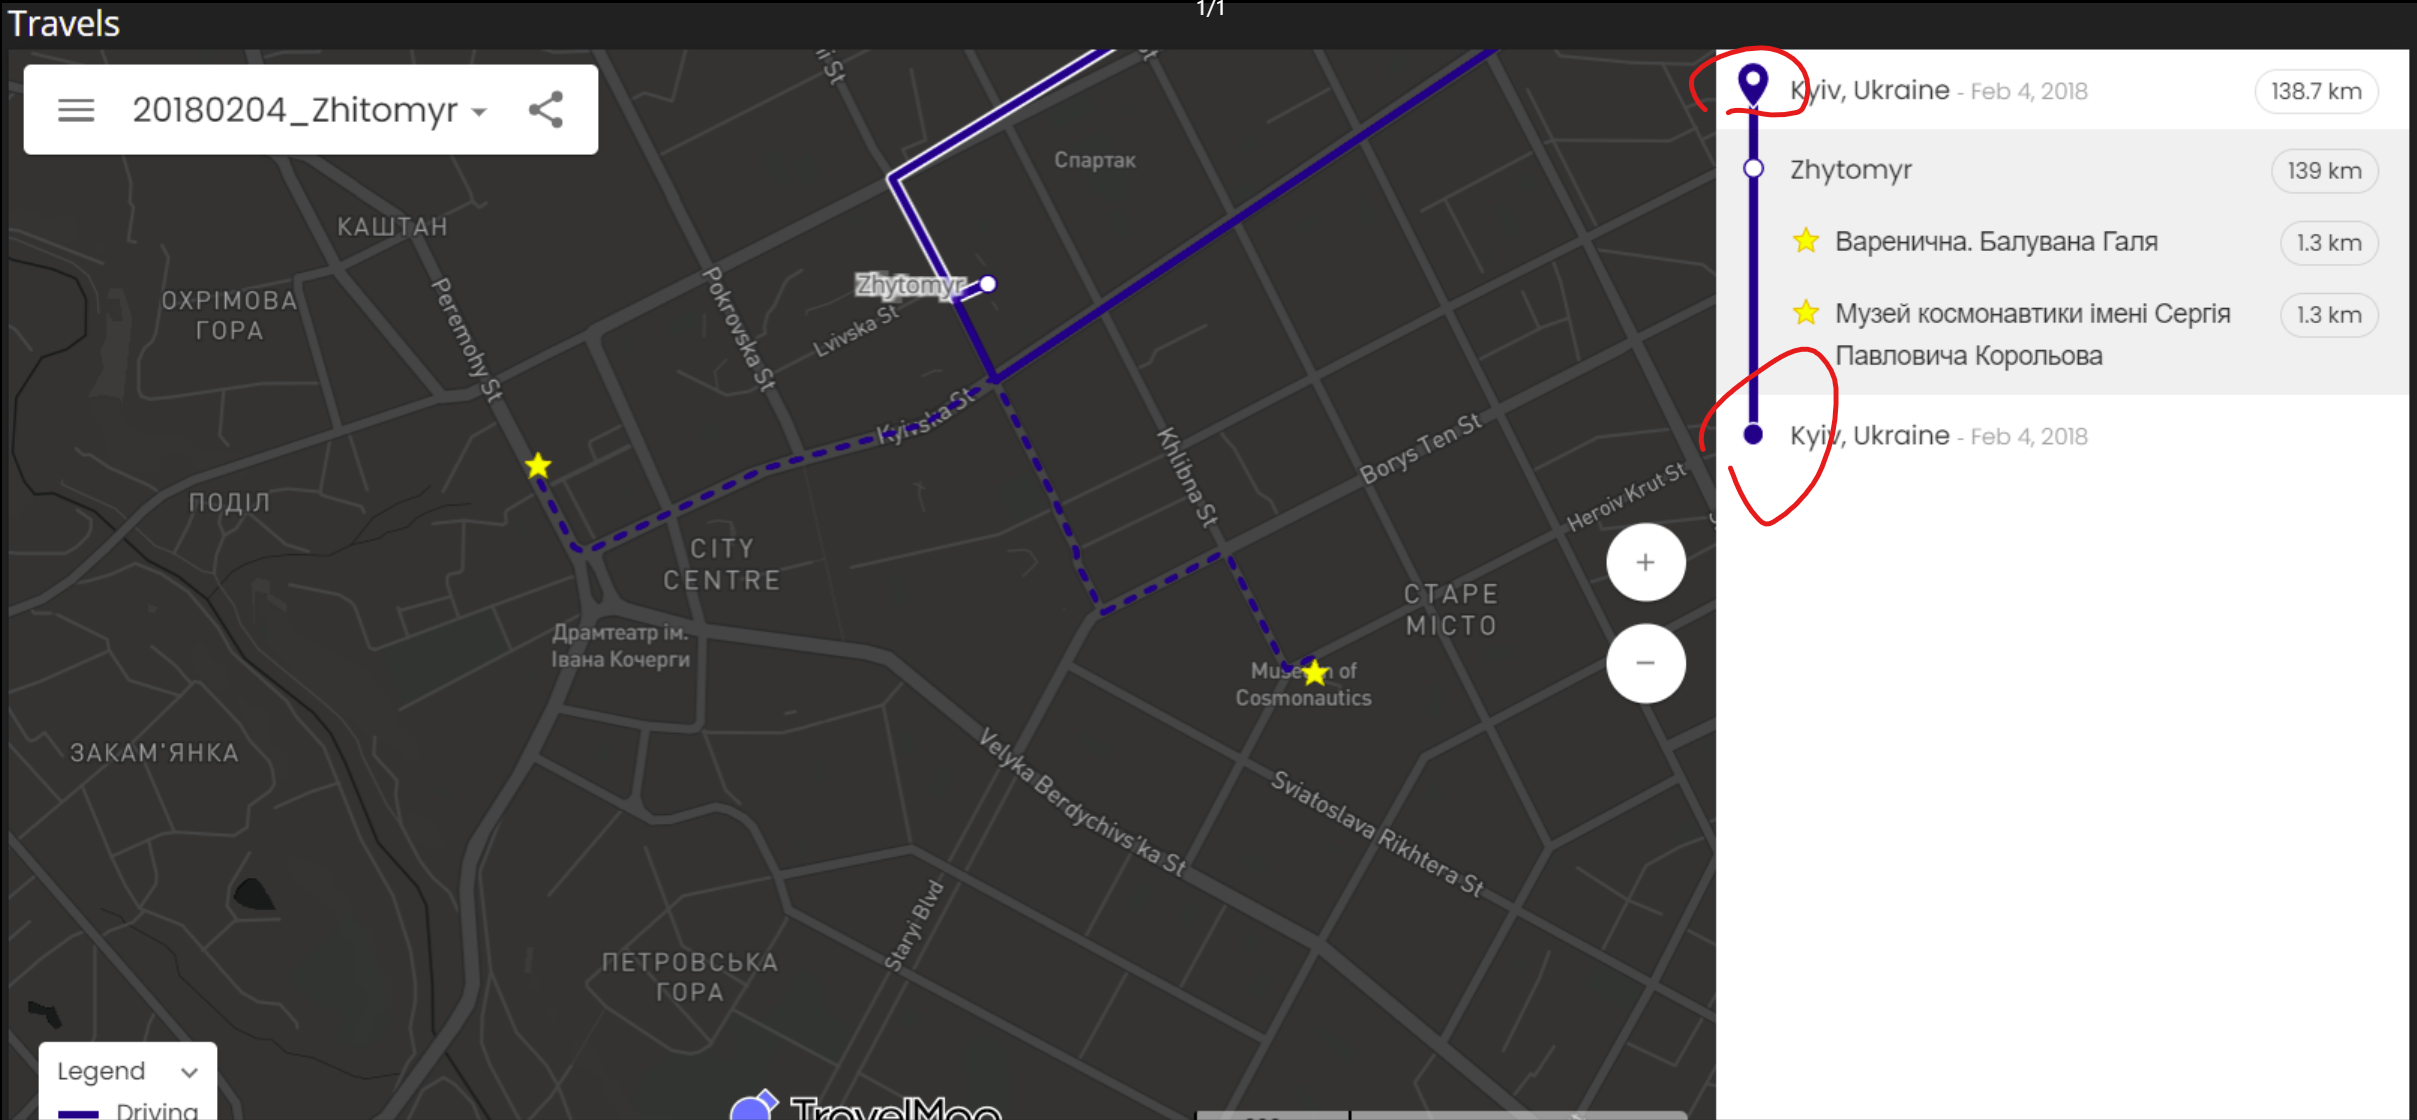 1/1
Travels
20180204_Zhitomyr
Kyiv, Ukraine - Feb 4, 2018 138.7 km
Zhytomyr 139 km
Варенична. Балувана Галя 1.3 km
Музей космонавтики імені Сергія 1.3 km
Павловича Корольова
Kyiv, Ukraine - Feb 4, 2018
Спартак
КАШТАН
ОХРІМОВА
ГОРА
Peremohy St
Pokrovska St
Zhytomyr
Lvivska St
Kyivska St
Khlibna St
Borys Ten St
Heroiv Krut St
ПОДІЛ
CITY
CENTRE
СТАРЕ
МІСТО
Драмтеатр ім.
Івана Кочерги
Museum of
Cosmonautics
ЗАКАМ'ЯНКА
Velyka Berdychivs'ka St
Sviatoslava Rikhtera St
Staryi Blvd
ПЕТРОВСЬКА
ГОРА
+
−
Legend
Driving